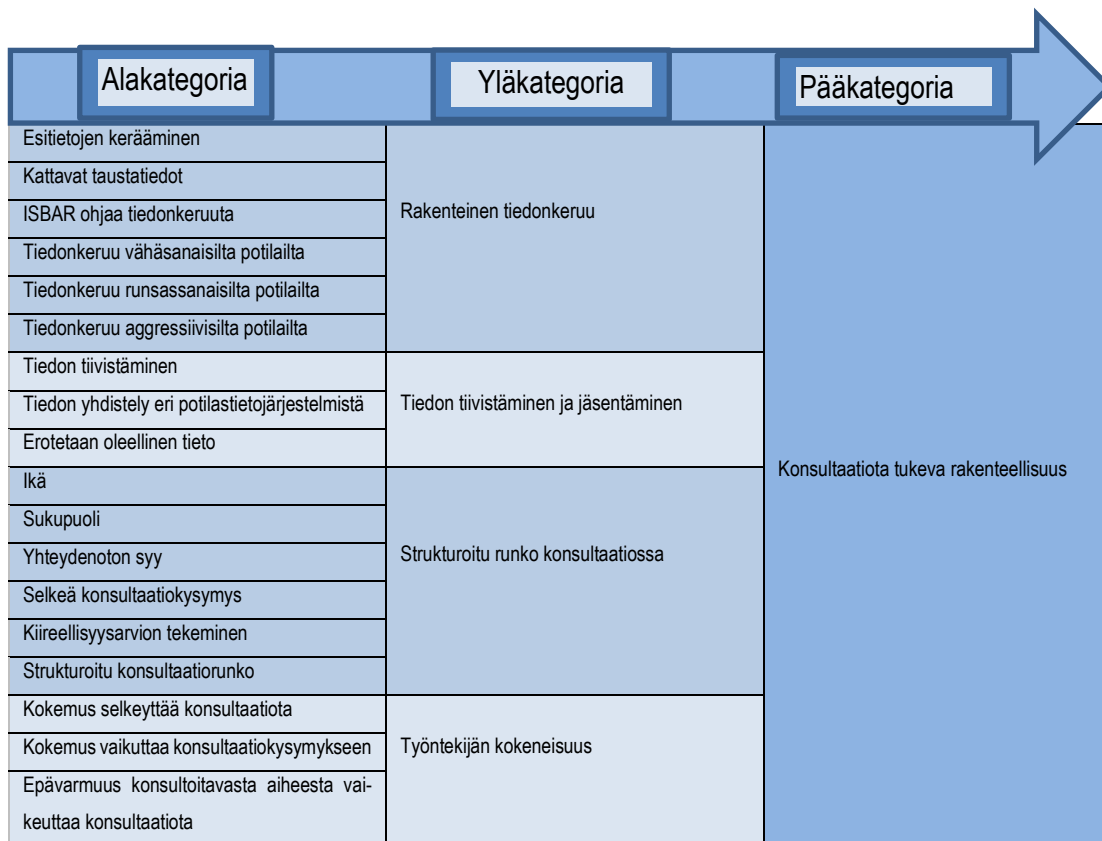 Alakategoria
Yläkategoria
Pääkategoria
Esitietojen kerääminen
Kattavat taustatiedot
ISBAR ohjaa tiedonkeruuta
Tiedonkeruu vähäsanaisilta potilailta
Tiedonkeruu runsassanaisilta potilailta
Tiedonkeruu aggressiivisilta potilailta
Rakenteinen tiedonkeruu
Tiedon tiivistäminen
Tiedon yhdistely eri potilastietojärjestelmistä
Erotetaan oleellinen tieto
Tiedon tiivistäminen ja jäsentäminen
Ikä
Sukupuoli
Yhteydenoton syy
Selkeä konsultaatiokysymys
Kiireellisyysarvion tekeminen
Strukturoitu konsultaatiorunko
Strukturoitu runko konsultaatiossa
Kokemus selkeyttää konsultaatiota
Kokemus vaikuttaa konsultaatiokysymykseen
Epävarmuus konsultoitavasta aiheesta vai-
keuttaa konsultaatiota
Työntekijän kokeneisuus
Konsultaatiota tukeva rakenteellisuus